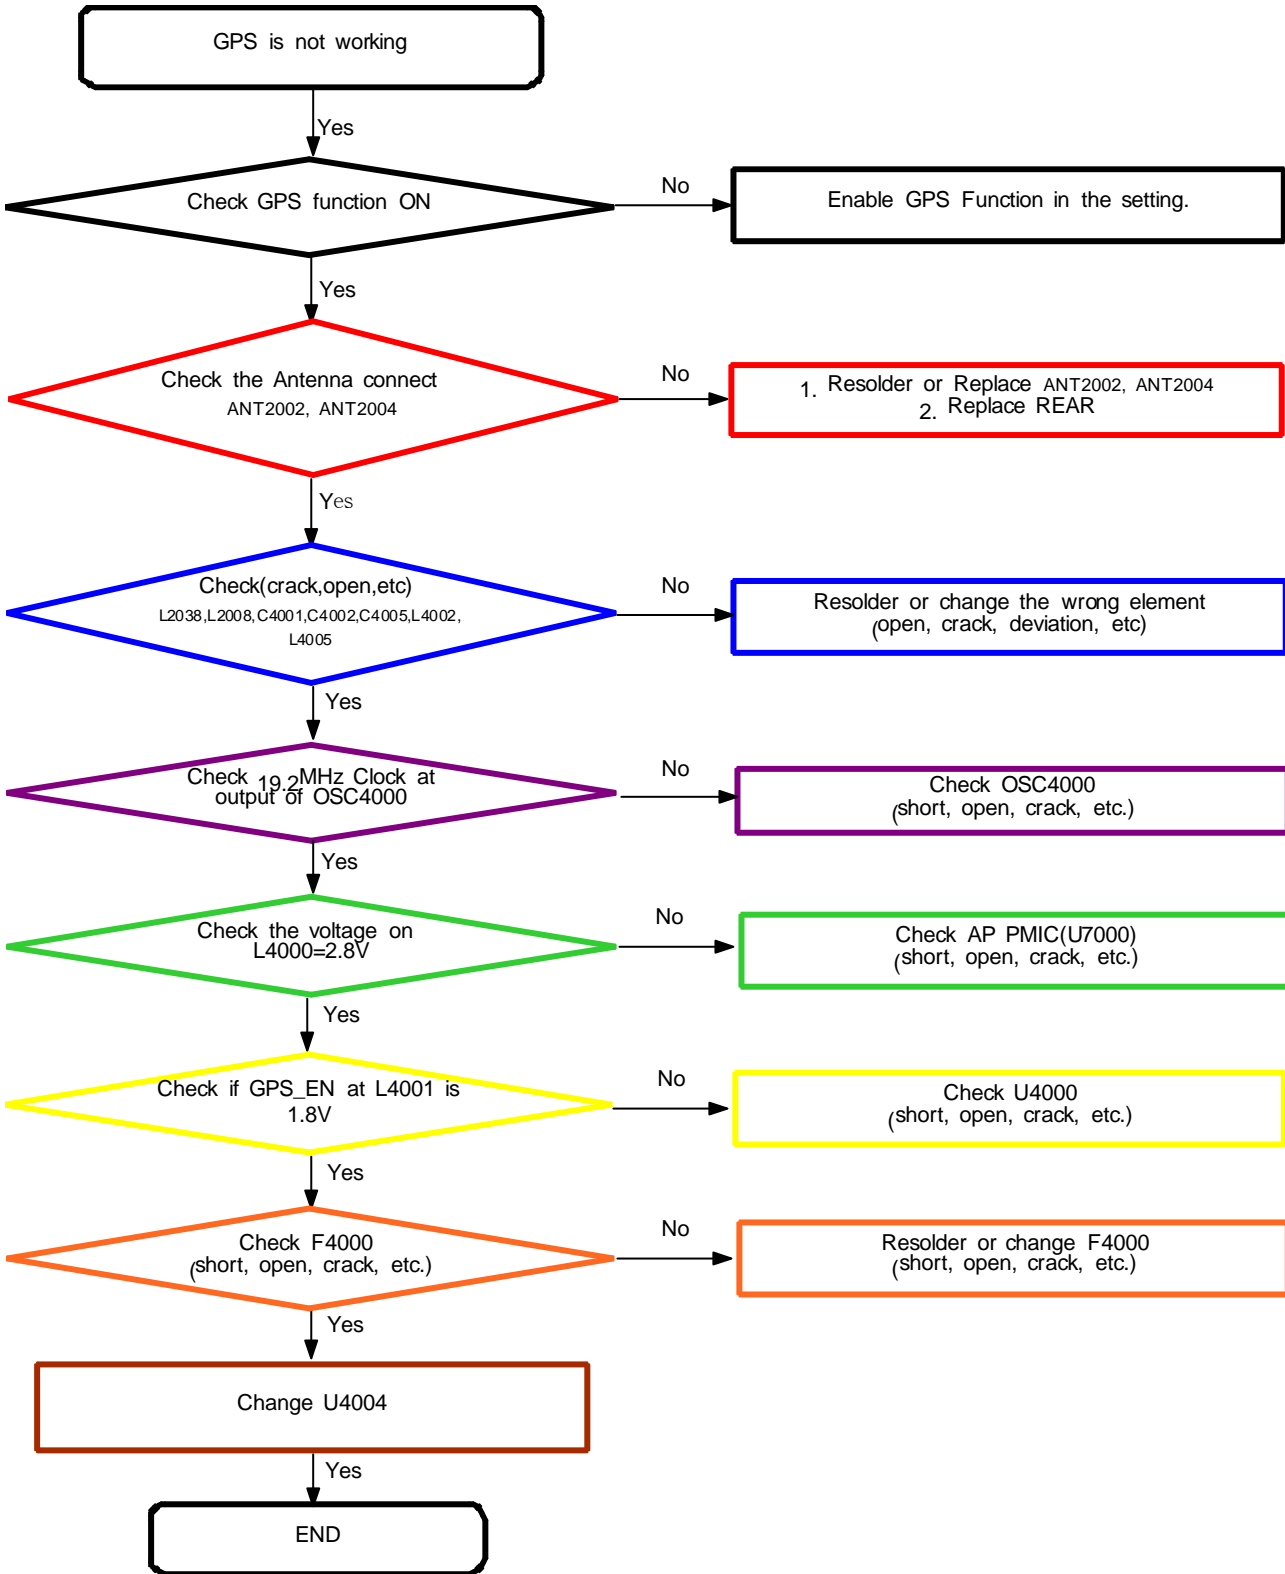 GPS is not working
Yes
Check GPS function ON
No
Enable GPS Function in the setting.
Yes
Check the Antenna connect
ANT2002, ANT2004
No
1. Resolder or Replace ANT2002, ANT2004
2. Replace REAR
Yes
Check(crack,open,etc)
L2038,L2008,C4001,C4002,C4005,L4002,
L4005
No
Resolder or change the wrong element
(open, crack, deviation, etc)
Yes
Check 19.2MHz Clock at
output of OSC4000
No
Check OSC4000
(short, open, crack, etc.)
Yes
Check the voltage on
L4000=2.8V
No
Check AP PMIC(U7000)
(short, open, crack, etc.)
Yes
Check if GPS_EN at L4001 is
1.8V
No
Check U4000
(short, open, crack, etc.)
Yes
Check F4000
(short, open, crack, etc.)
No
Resolder or change F4000
(short, open, crack, etc.)
Yes
Change U4004
Yes
END